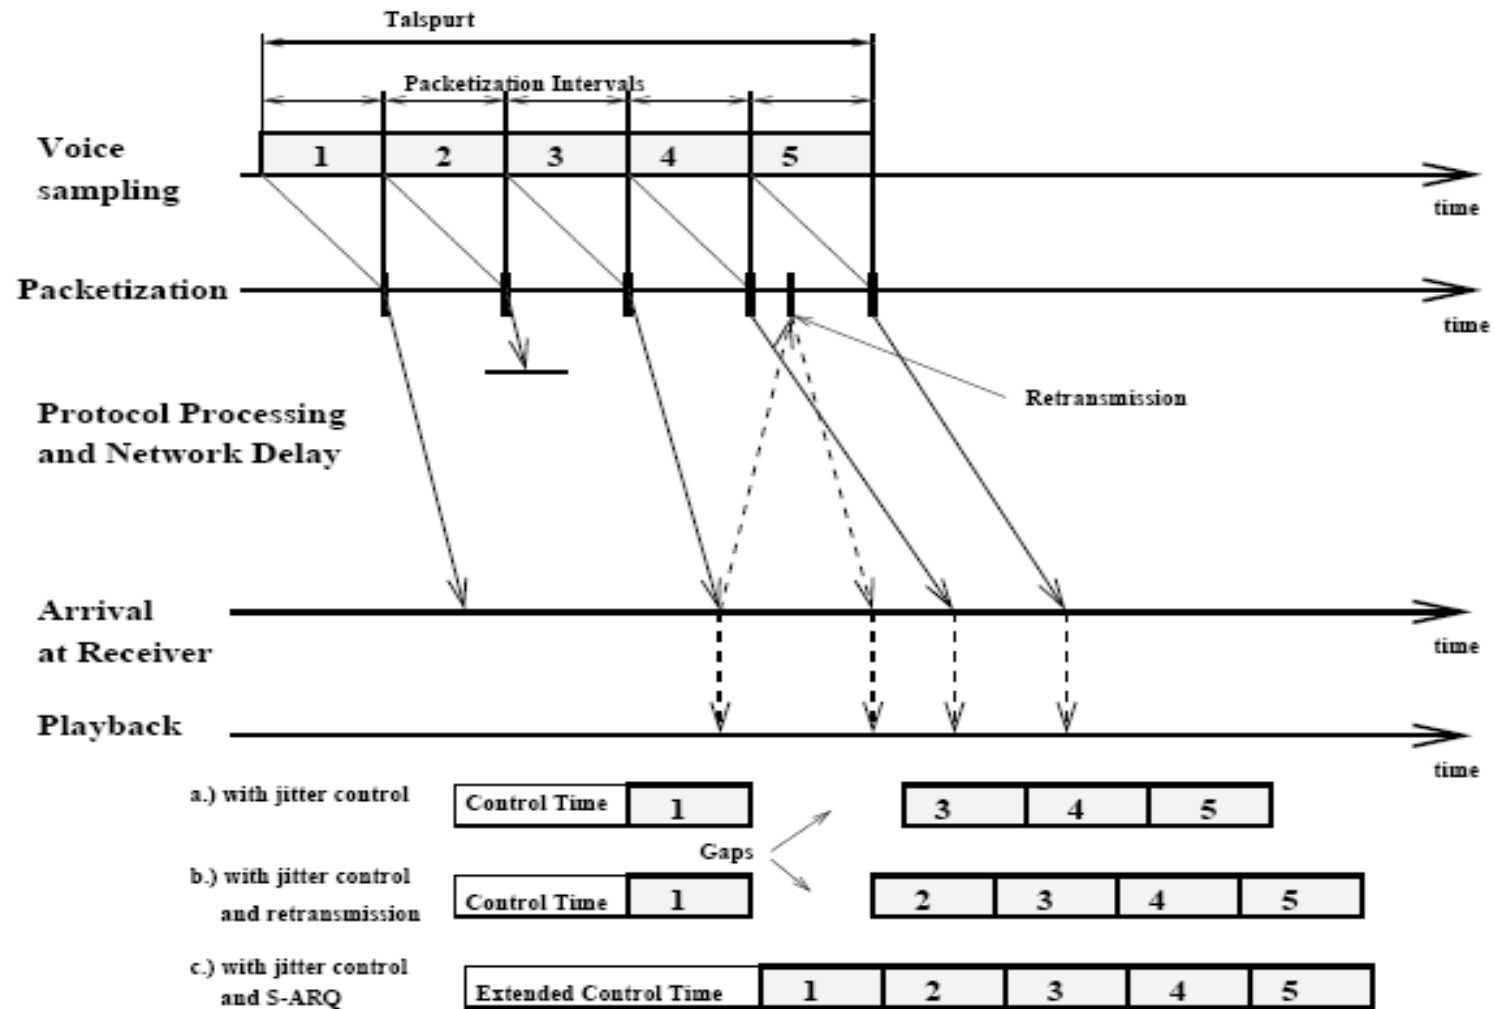 Talspurt
Packetization Intervals
Voice
sampling
1 2 3 4 5
time
Packetization
time
Retransmission
Protocol Processing
and Network Delay
Arrival
at Receiver
time
Playback
time
a.) with jitter control
Control Time 1 3 4 5
Gaps
b.) with jitter control
and retransmission
Control Time 1 2 3 4 5
c.) with jitter control
and S-ARQ
Extended Control Time 1 2 3 4 5